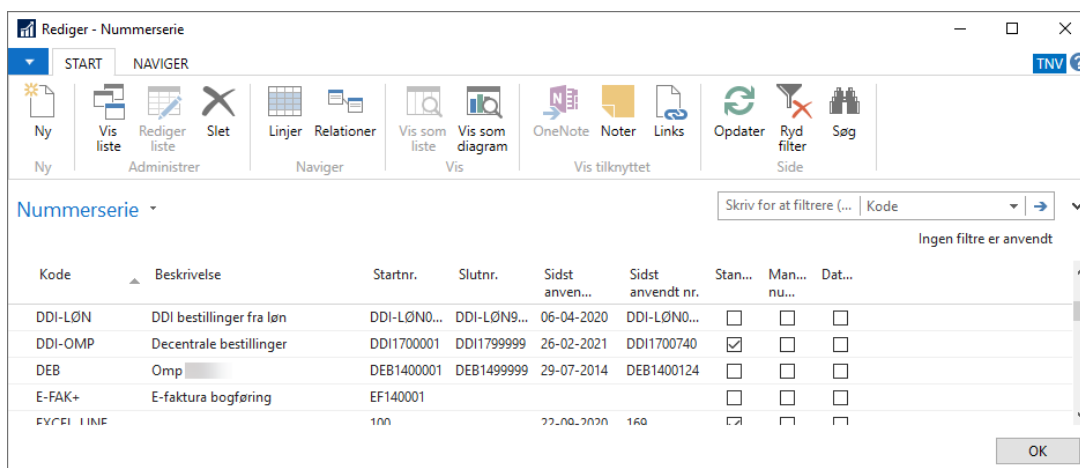 Rediger - Nummerserie
START NAVIGER TNV
Ny Vis liste Rediger liste Slet Linjer Relationer Vis som liste Vis som diagram OneNote Noter Links Opdater Ryd filter Søg
Ny Administrer Naviger Vis Vis tilknyttet Side
Nummerserie Skriv for at filtrere (... Kode
Ingen filtre er anvendt
Kode Beskrivelse Startnr. Slutnr. Sidst anven... Sidst anvendt nr. Stan... Man... nu... Dat...
DDI-LØN DDI bestillinger fra løn DDI-LØN0... DDI-LØN9... 06-04-2020 DDI-LØN0...
DDI-OMP Decentrale bestillinger DDI1700001 DDI1799999 26-02-2021 DDI1700740
DEB Omp DEB1400001 DEB1499999 29-07-2014 DEB1400124
E-FAK+ E-faktura bogføring EF140001
EXCEL LINE 100 22-09-2020 169
OK